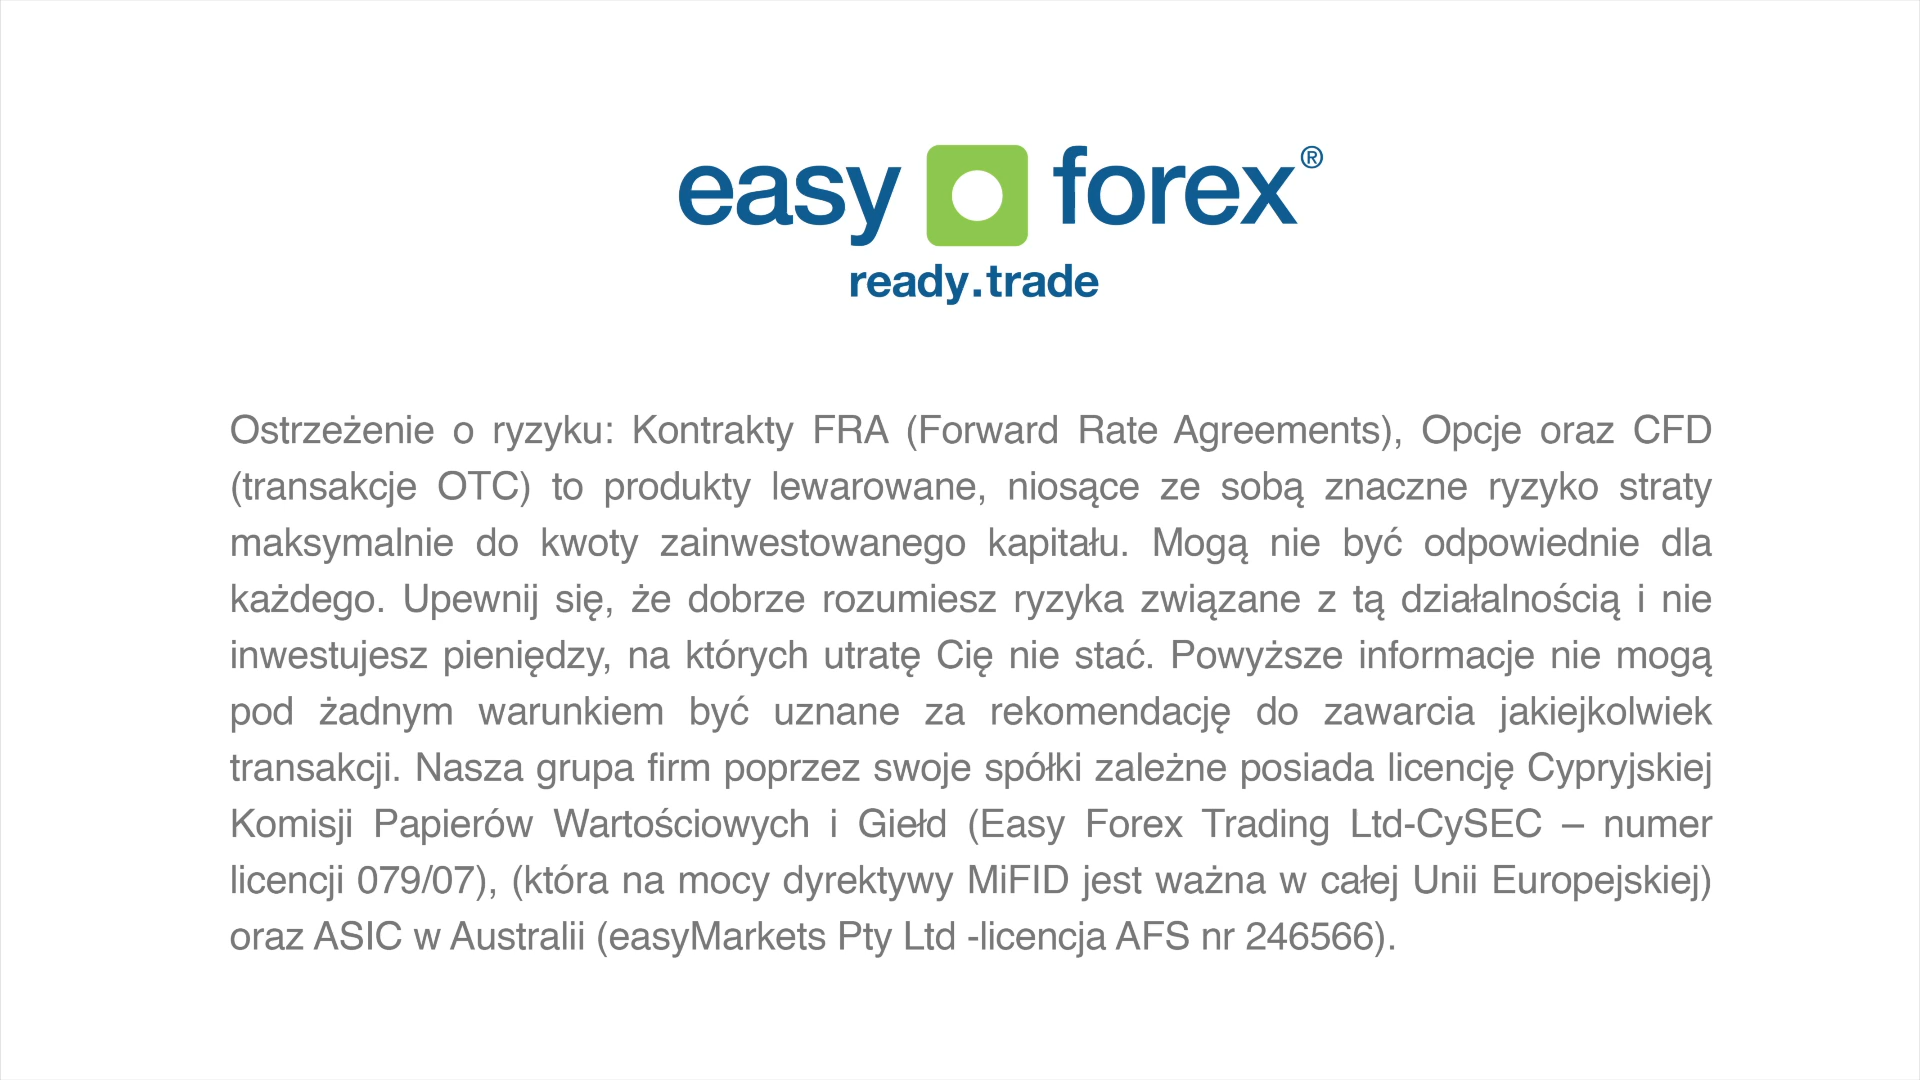 easy forex®
ready.trade
Ostrzeżenie o ryzyku: Kontrakty FRA (Forward Rate Agreements), Opcje oraz CFD
(transakcje OTC) to produkty lewarowane, niosące ze sobą znaczne ryzyko straty
maksymalnie do kwoty zainwestowanego kapitału. Mogą nie być odpowiednie dla
każdego. Upewnij się, że dobrze rozumiesz ryzyka związane z tą działalnością i nie
inwestujesz pieniędzy, na których utratę Cię nie stać. Powyższe informacje nie mogą
pod żadnym warunkiem być uznane za rekomendację do zawarcia jakiejkolwiek
transakcji. Nasza grupa firm poprzez swoje spółki zależne posiada licencję Cypryjskiej
Komisji Papierów Wartościowych i Giełd (Easy Forex Trading Ltd-CySEC – numer
licencji 079/07), (która na mocy dyrektywy MiFID jest ważna w całej Unii Europejskiej)
oraz ASIC w Australii (easyMarkets Pty Ltd -licencja AFS nr 246566).